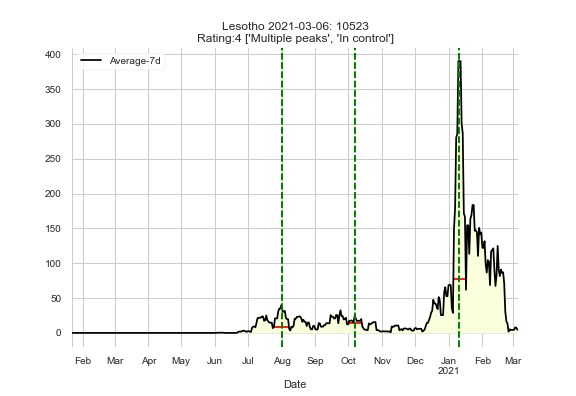 Lesotho 2021-03-06: 10523
Rating:4 ['Multiple peaks', 'In control']
Average-7d
400
350
300
250
200
150
100
50
0
Feb Mar Apr May Jun Jul Aug Sep Oct Nov Dec Jan Feb Mar
2021
Date